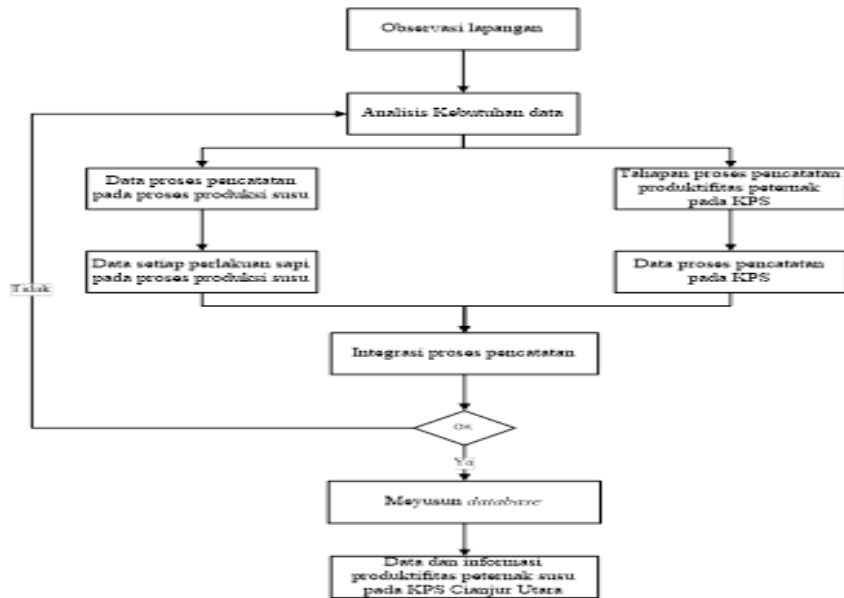 Observasi lapangan
Analisis Kebutuhan data
Data proses pencatatan
pada proses produksi susu
Tahapan proses pencatatan
produktifitas peternak
pada KPS
Data setiap perlakuan sapi
pada proses produksi susu
Data proses pencatatan
pada KPS
Tidak
Integrasi proses pencatatan
OK
Ya
Meyusun database
Data dan informasi
produktifitas peternak susu
pada KPS Cianjur Utara